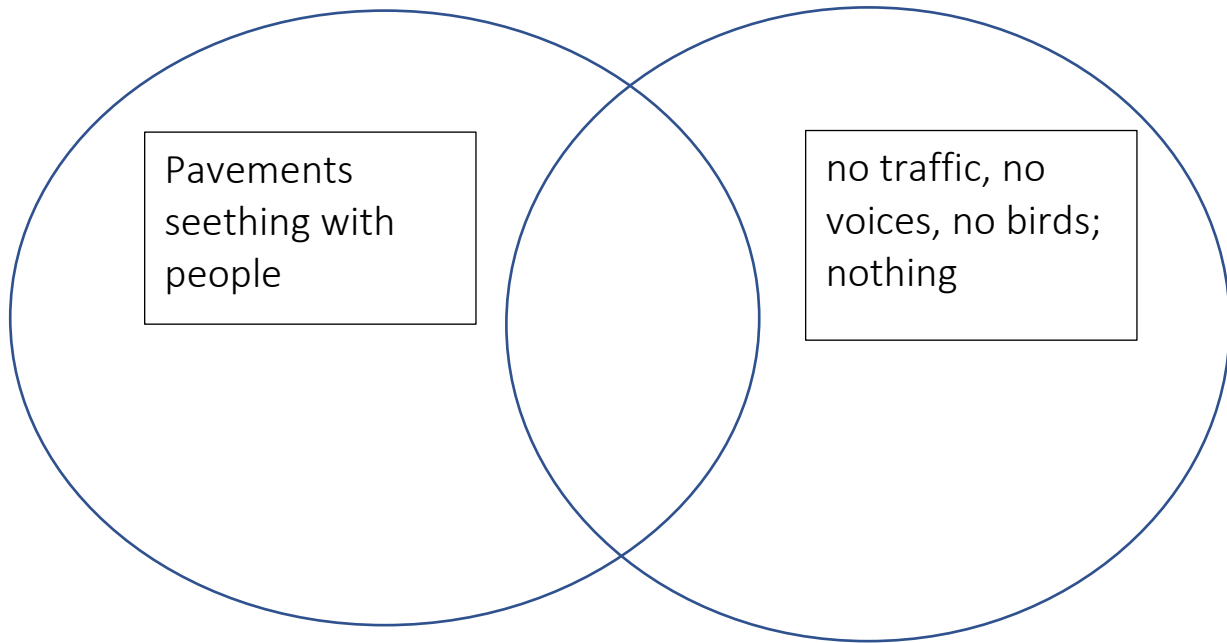 Pavements
seething with
people
no traffic, no
voices, no birds;
nothing